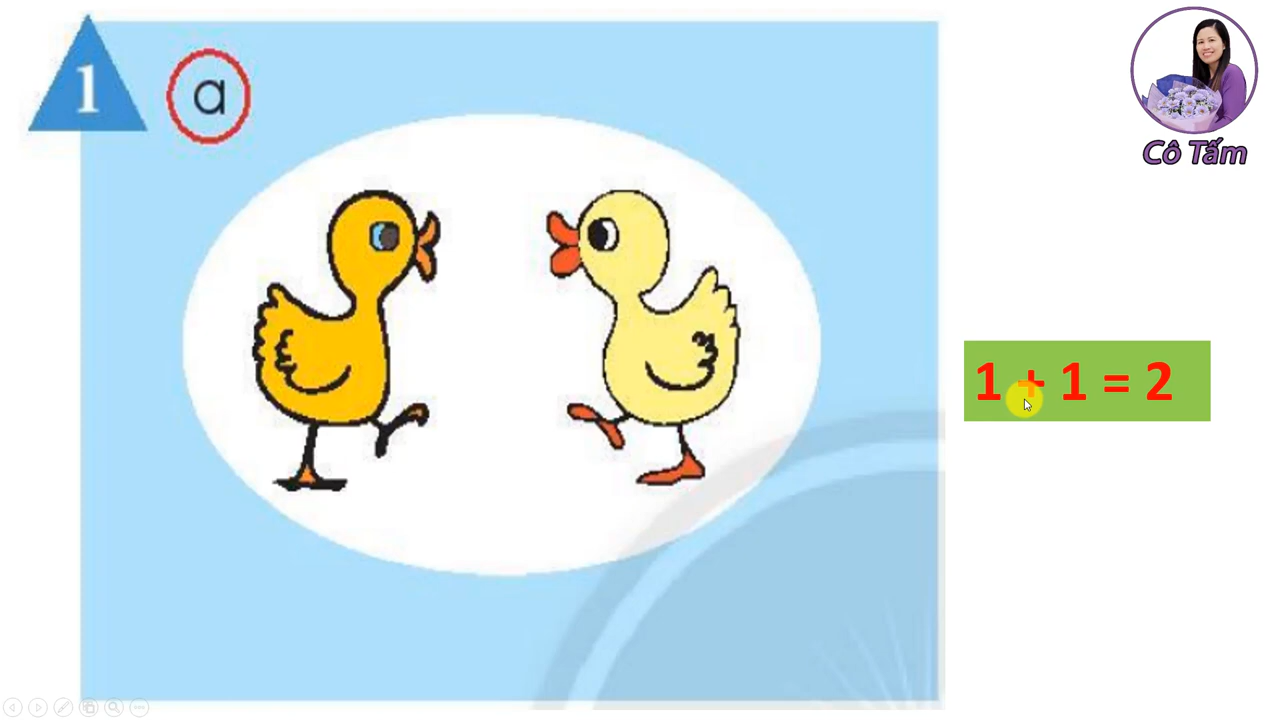 1 a
Cô Tấm
1 + 1 = 2